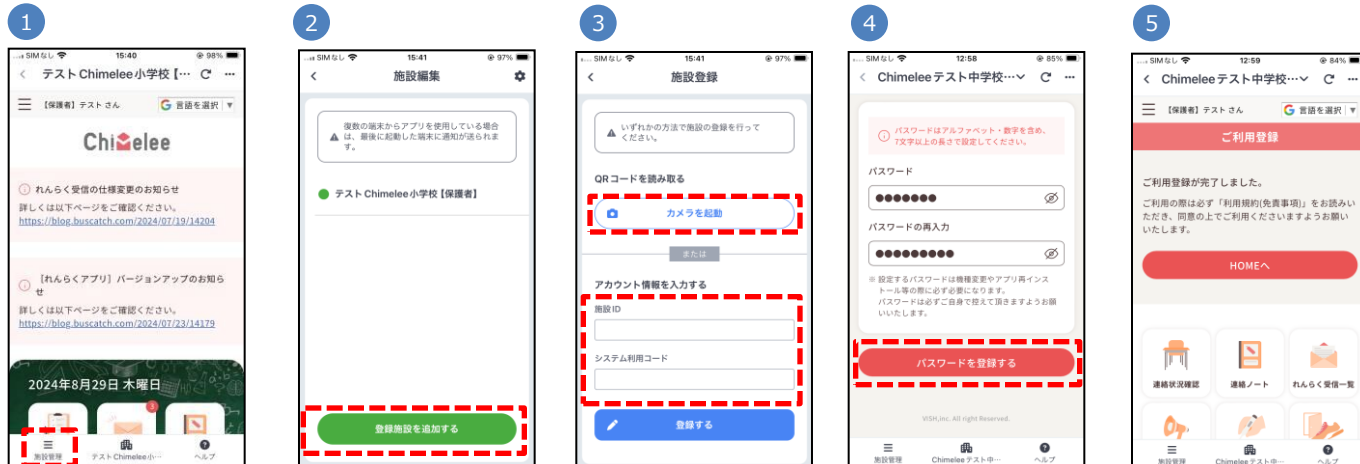 1
SIMなし 15:40 98%
テスト Chimelee小学校【…
【保護者】テスト さん
G 言語を選択 ▼
Chimelee
れんらく受信の仕様変更のお知らせ
詳しくは以下ページをご確認ください。
https://blog.buscatch.com/2024/07/19/14204
［れんらくアプリ］バージョンアップのお知ら
せ
詳しくは以下ページをご確認ください。
https://blog.buscatch.com/2024/07/23/14179
2024年8月29日 木曜日
3
施設管理
テスト Chimelee小…
ヘルプ
2
SIMなし 15:41 97%
施設編集
複数の端末からアプリを使用している場合
は、最後に起動した端末に通知が送られま
す。
テスト Chimelee小学校【保護者】
登録施設を追加する
3
SIMなし 15:41 97%
施設登録
いずれかの方法で施設の登録を行って
ください。
QRコードを読み取る
カメラを起動
または
アカウント情報を入力する
施設ID
システム利用コード
登録する
4
SIMなし 12:58 85%
Chimeleeテスト中学校…
パスワードはアルファベット・数字を含め、
7文字以上の長さで設定してください。
パスワード
パスワードの再入力
※ 設定するパスワードは機種変更やアプリ再インス
トール等の際に必ず必要になります。
パスワードは必ずご自身で控えて頂きますようお願
いいたします。
パスワードを登録する
VISH,inc. All right Reserved.
施設管理
Chimeleeテスト中…
ヘルプ
5
SIMなし 12:59 84%
Chimeleeテスト中学校…
【保護者】テスト さん
G 言語を選択 ▼
ご利用登録
ご利用登録が完了しました。
ご利用の際は必ず「利用規約(免責事項)」をお読みい
ただき、同意の上でご利用くださいますようお願い
いたします。
HOMEへ
連絡状況確認
連絡ノート
れんらく受信一覧
施設管理
Chimeleeテスト中…
ヘルプ